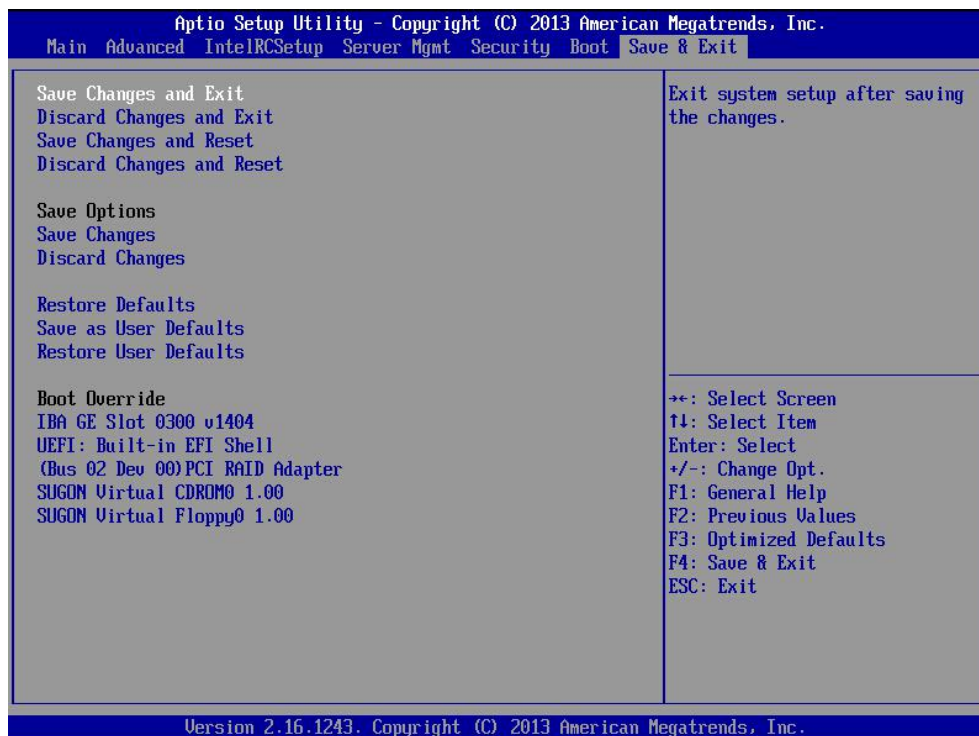 Aptio Setup Utility - Copyright (C) 2013 American Megatrends, Inc.
Main Advanced IntelRCSetup Server Mgmt Security Boot Save & Exit
Save Changes and Exit
Discard Changes and Exit
Save Changes and Reset
Discard Changes and Reset
Save Options
Save Changes
Discard Changes
Restore Defaults
Save as User Defaults
Restore User Defaults
Boot Override
IBA GE Slot 0300 v1404
UEFI: Built-in EFI Shell
(Bus 02 Dev 00)PCI RAID Adapter
SUGON Virtual CDROM0 1.00
SUGON Virtual Floppy0 1.00
Exit system setup after saving
the changes.
→←: Select Screen
↑↓: Select Item
Enter: Select
+/-: Change Opt.
F1: General Help
F2: Previous Values
F3: Optimized Defaults
F4: Save & Exit
ESC: Exit
Version 2.16.1243. Copyright (C) 2013 American Megatrends, Inc.